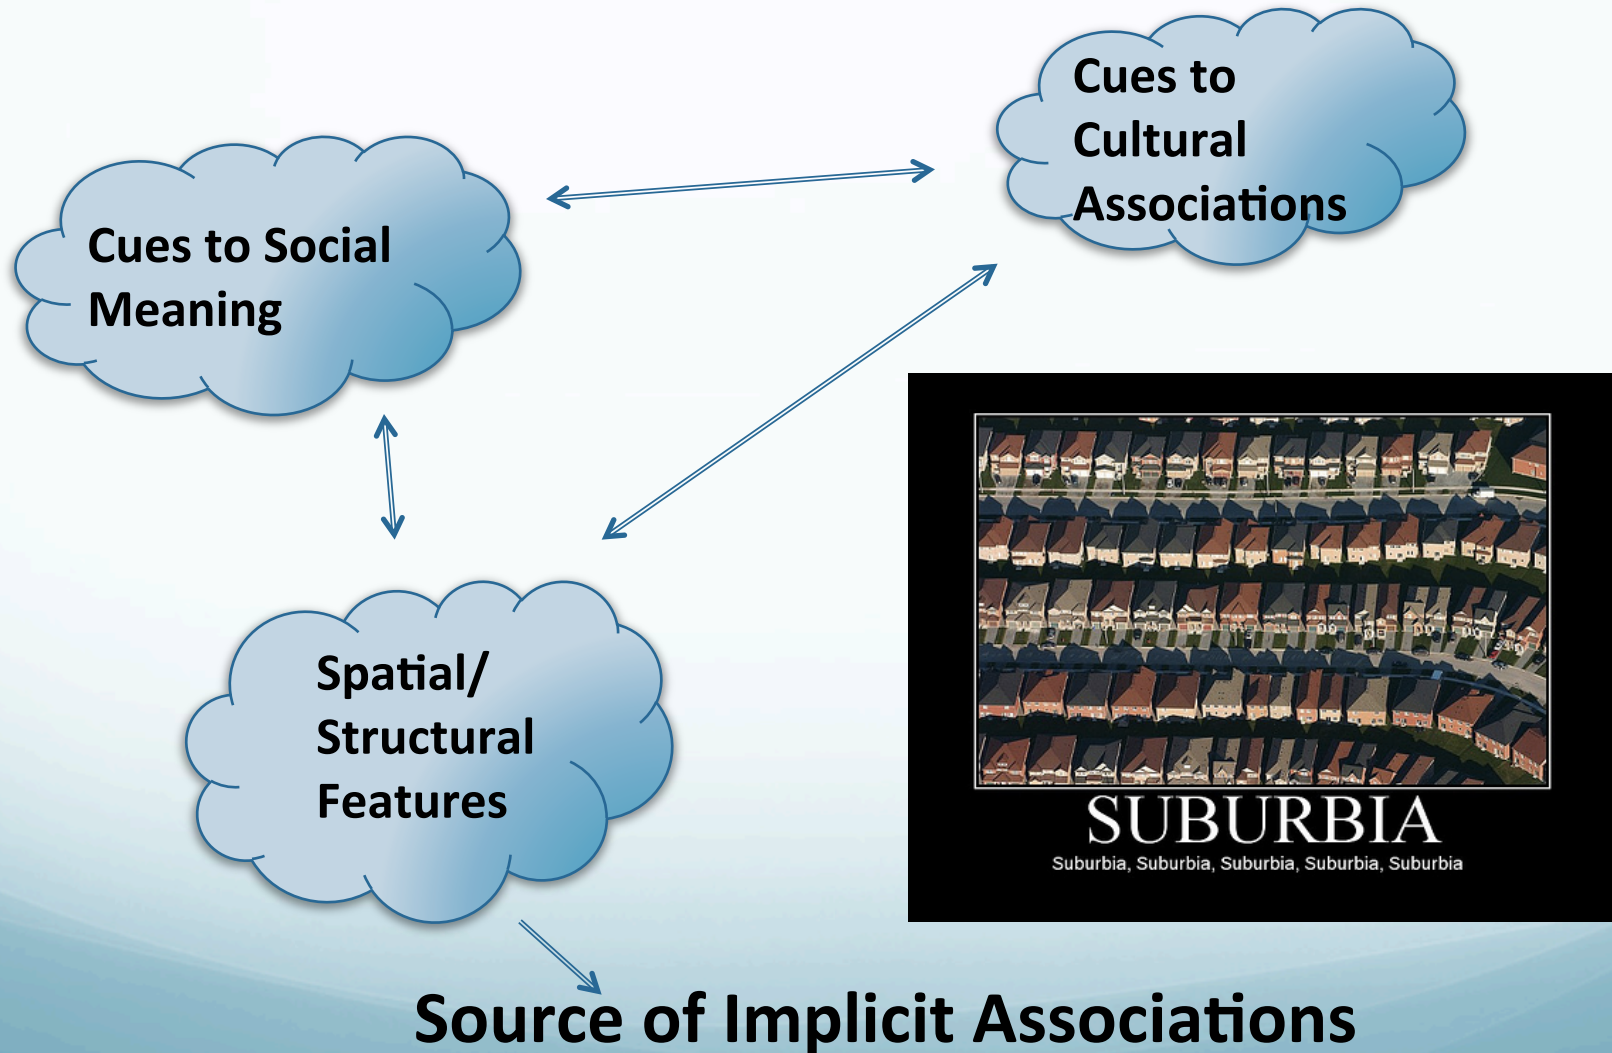 Cues to
Cultural
Associations
Cues to Social
Meaning
Spatial/
Structural
Features
SUBURBIA
Suburbia, Suburbia, Suburbia, Suburbia, Suburbia
Source of Implicit Associations